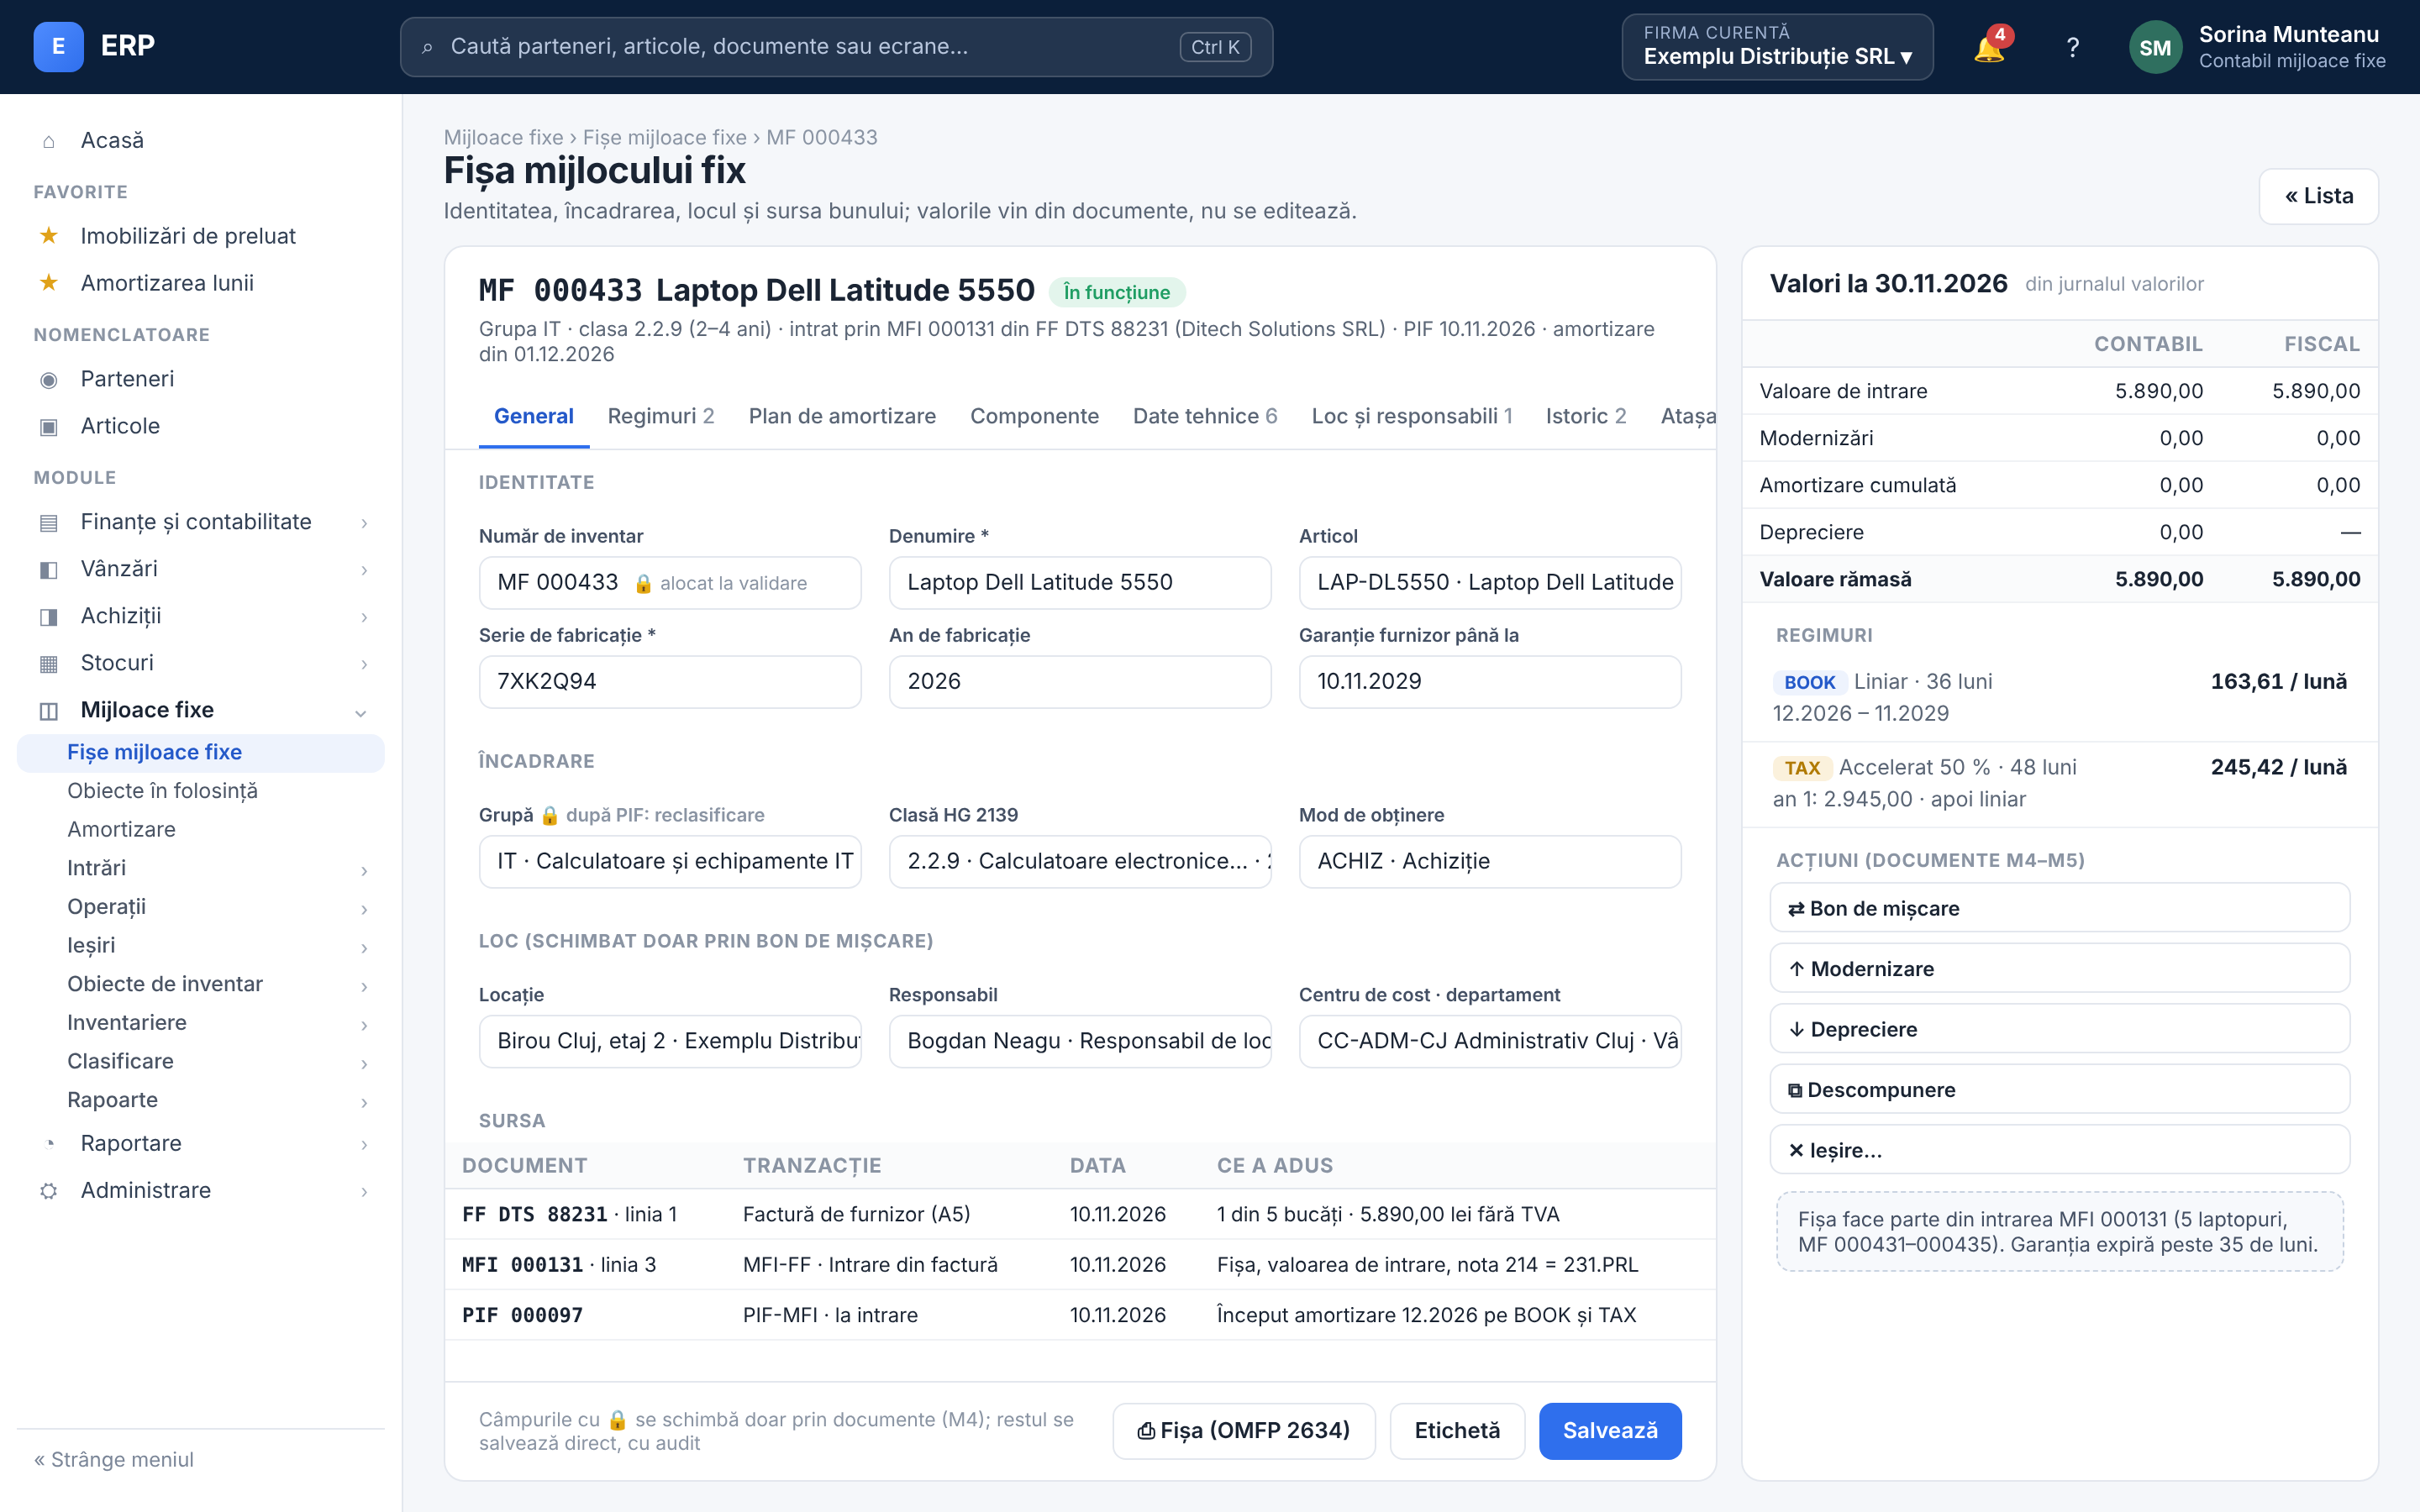 E ERP
Caută parteneri, articole, documente sau ecrane...
Ctrl K
FIRMA CURENTĂ
Exemplu Distribuție SRL ▾
4
?
SM
Sorina Munteanu
Contabil mijloace fixe
Acasă
FAVORITE
★ Imobilizări de preluat
★ Amortizarea lunii
NOMENCLATOARE
Parteneri
Articole
MODULE
Finanțe și contabilitate ›
Vânzări ›
Achiziții ›
Stocuri ›
Mijloace fixe
Fișe mijloace fixe
Obiecte în folosință
Amortizare
Intrări ›
Operații ›
Ieșiri ›
Obiecte de inventar ›
Inventariere ›
Clasificare ›
Rapoarte ›
Raportare ›
Administrare ›
« Strânge meniul
Mijloace fixe › Fișe mijloace fixe › MF 000433
Fișa mijlocului fix
Identitatea, încadrarea, locul și sursa bunului; valorile vin din documente, nu se editează.
« Lista
MF 000433 Laptop Dell Latitude 5550 În funcțiune
Grupa IT · clasa 2.2.9 (2–4 ani) · intrat prin MFI 000131 din FF DTS 88231 (Ditech Solutions SRL) · PIF 10.11.2026 · amortizare
din 01.12.2026
General Regimuri 2 Plan de amortizare Componente Date tehnice 6 Loc și responsabili 1 Istoric 2 Atașa
IDENTITATE
Număr de inventar Denumire * Articol
MF 000433 🔒 alocat la validare Laptop Dell Latitude 5550 LAP-DL5550 · Laptop Dell Latitude
Serie de fabricație * An de fabricație Garanție furnizor până la
7XK2Q94 2026 10.11.2029
ÎNCADRARE
Grupă 🔒 după PIF: reclasificare Clasă HG 2139 Mod de obținere
IT · Calculatoare și echipamente IT 2.2.9 · Calculatoare electronice... · ACHIZ · Achiziție
LOC (SCHIMBAT DOAR PRIN BON DE MIȘCARE)
Locație Responsabil Centru de cost · departament
Birou Cluj, etaj 2 · Exemplu Distribu Bogdan Neagu · Responsabil de loc CC-ADM-CJ Administrativ Cluj · Vâ
SURSA
DOCUMENT TRANZACȚIE DATA CE A ADUS
FF DTS 88231 · linia 1 Factură de furnizor (A5) 10.11.2026 1 din 5 bucăți · 5.890,00 lei fără TVA
MFI 000131 · linia 3 MFI-FF · Intrare din factură 10.11.2026 Fișa, valoarea de intrare, nota 214 = 231.PRL
PIF 000097 PIF-MFI · la intrare 10.11.2026 Început amortizare 12.2026 pe BOOK și TAX
Câmpurile cu 🔒 se schimbă doar prin documente (M4); restul se
salvează direct, cu audit
⎙ Fișa (OMFP 2634) Etichetă Salvează
Valori la 30.11.2026 din jurnalul valorilor
CONTABIL FISCAL
Valoare de intrare 5.890,00 5.890,00
Modernizări 0,00 0,00
Amortizare cumulată 0,00 0,00
Depreciere 0,00 —
Valoare rămasă 5.890,00 5.890,00
REGIMURI
BOOK Liniar · 36 luni 163,61 / lună
12.2026 – 11.2029
TAX Accelerat 50 % · 48 luni 245,42 / lună
an 1: 2.945,00 · apoi liniar
ACȚIUNI (DOCUMENTE M4–M5)
⇄ Bon de mișcare
↑ Modernizare
↓ Depreciere
⧉ Descompunere
✕ Ieșire...
Fișa face parte din intrarea MFI 000131 (5 laptopuri,
MF 000431–000435). Garanția expiră peste 35 de luni.